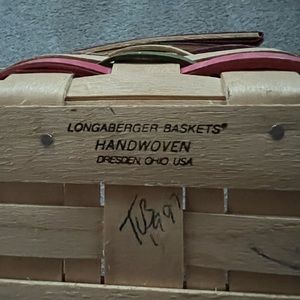 LONGABERGER BASKETS®
HANDWOVEN
DRESDEN, OHIO USA